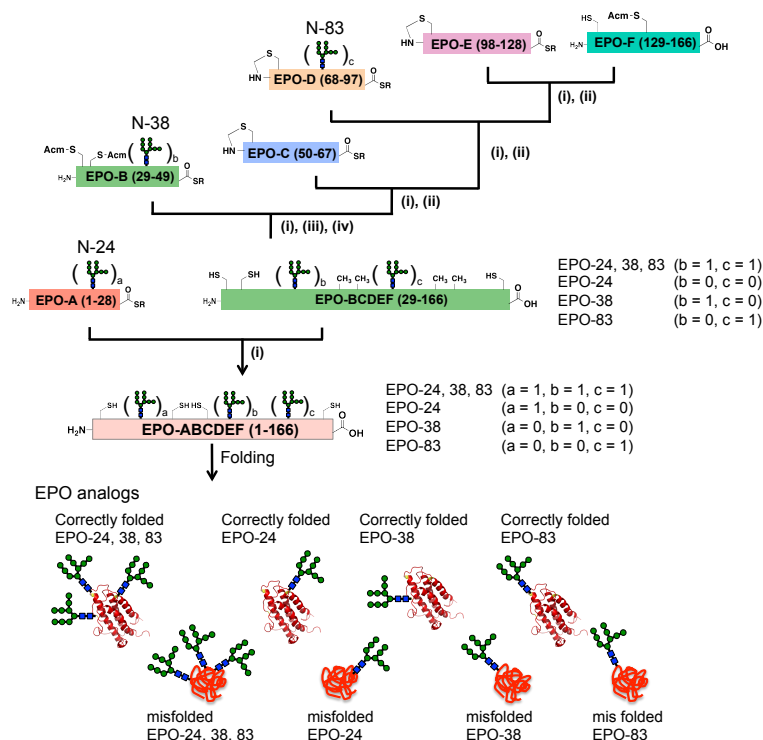 N-83
( )c
EPO-D (68-97)
HN
S
O
SR
EPO-E (98-128)
HN
S
O
SR
HS
Acm-S
H₂N
EPO-F (129-166)
O
OH
(i), (ii)
N-38
Acm-S
S-Acm
( )b
H₂N
EPO-B (29-49)
O
SR
S
HN
EPO-C (50-67)
O
SR
(i), (ii)
(i), (ii)
(i), (iii), (iv)
N-24
( )a
H₂N
EPO-A (1-28)
O
SR
HS
SH
( )b
CH₃ CH₃
( )c
CH₃ CH₃
HS
H₂N
EPO-BCDEF (29-166)
O
OH
EPO-24, 38, 83 (b = 1, c = 1)
EPO-24 (b = 0, c = 0)
EPO-38 (b = 1, c = 0)
EPO-83 (b = 0, c = 1)
(i)
SH
( )a
SH HS
( )b
( )c
SH
H₂N
EPO-ABCDEF (1-166)
O
OH
EPO-24, 38, 83 (a = 1, b = 1, c = 1)
EPO-24 (a = 1, b = 0, c = 0)
EPO-38 (a = 0, b = 1, c = 0)
EPO-83 (a = 0, b = 0, c = 1)
Folding
EPO analogs
Correctly folded
EPO-24, 38, 83
Correctly folded
EPO-24
Correctly folded
EPO-38
Correctly folded
EPO-83
misfolded
EPO-24, 38, 83
misfolded
EPO-24
misfolded
EPO-38
mis folded
EPO-83